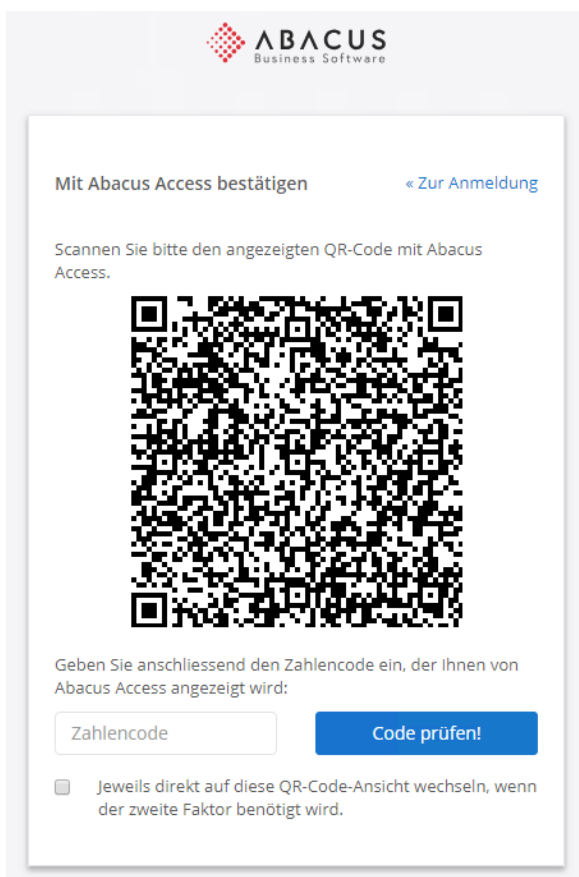 ABACUS
Business Software
Mit Abacus Access bestätigen « Zur Anmeldung
Scannen Sie bitte den angezeigten QR-Code mit Abacus
Access.
Geben Sie anschliessend den Zahlencode ein, der Ihnen von
Abacus Access angezeigt wird:
Zahlencode Code prüfen!
Jeweils direkt auf diese QR-Code-Ansicht wechseln, wenn
der zweite Faktor benötigt wird.